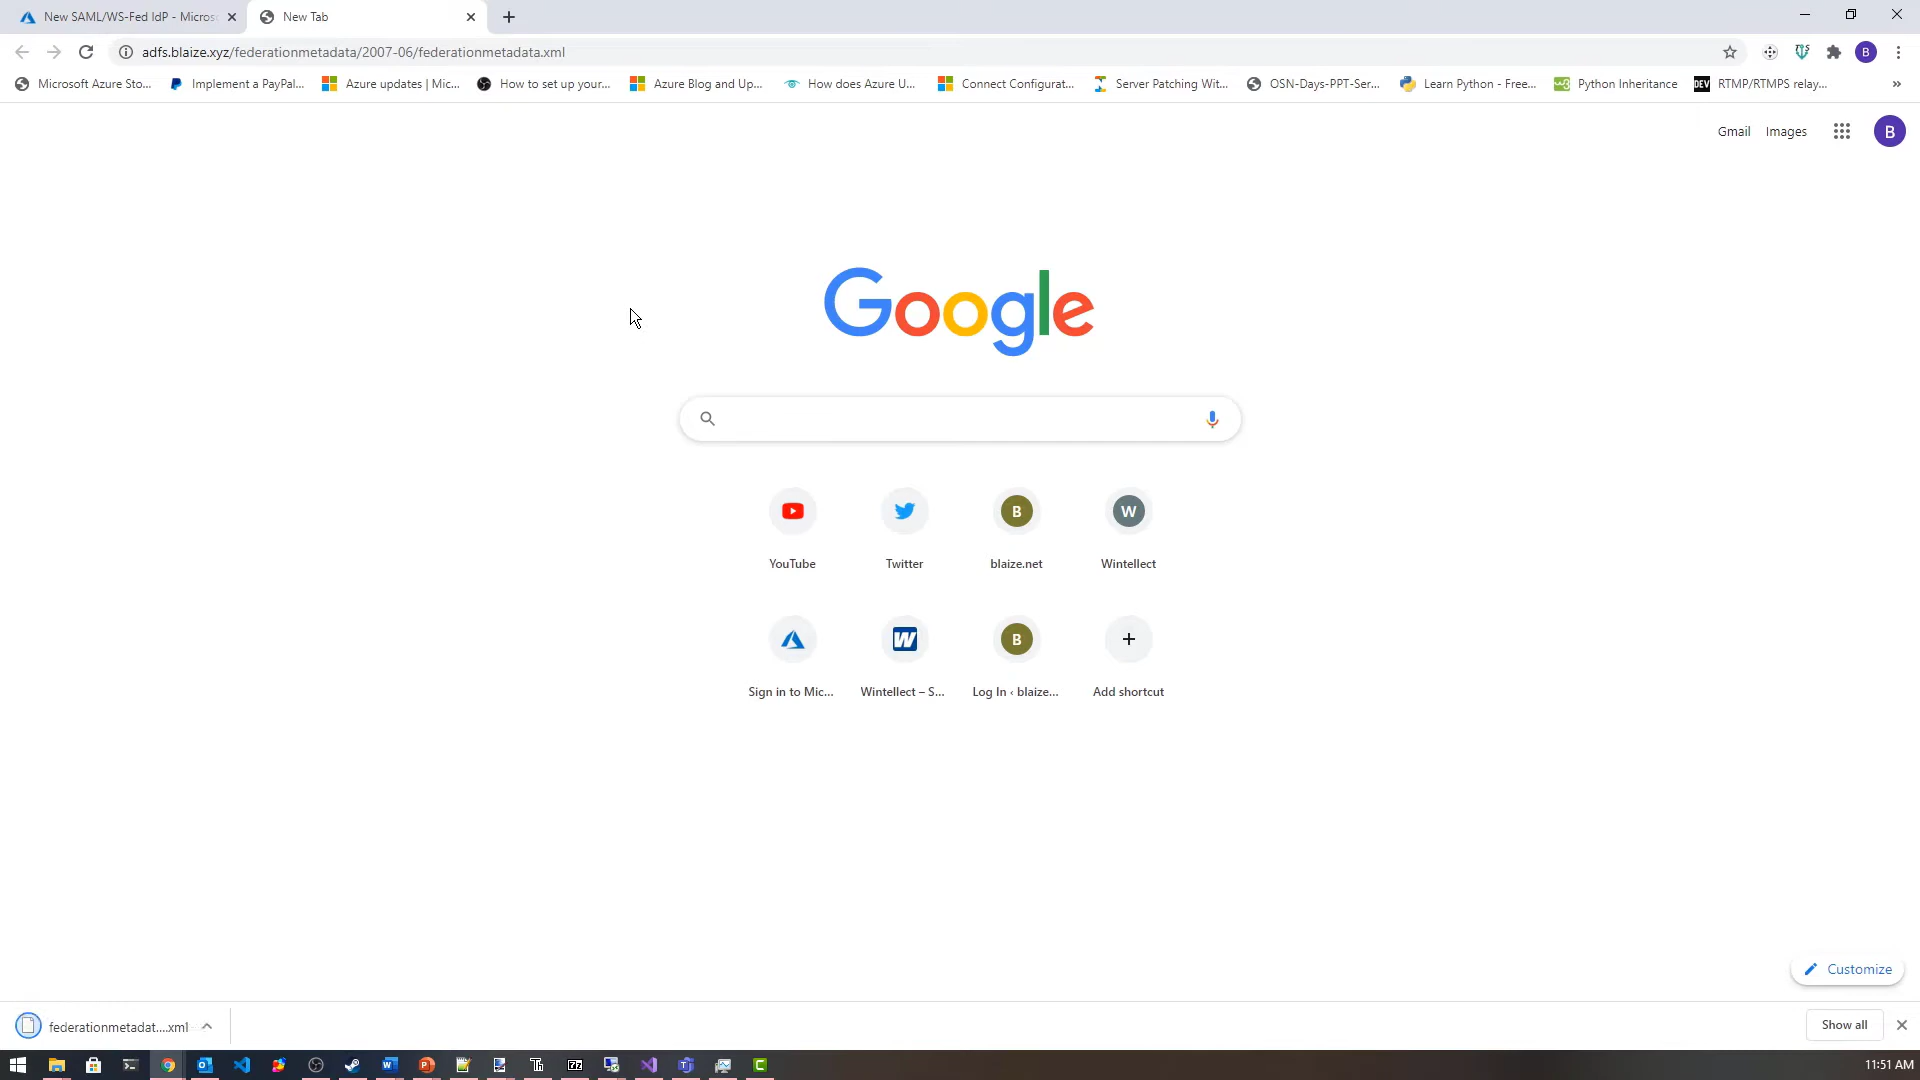 New SAML/WS-Fed IdP - Micros
New Tab
adfs.blaize.xyz/federationmetadata/2007-06/federationmetadata.xml
B
Microsoft Azure Sto...
Implement a PayPal...
Azure updates | Mic...
How to set up your...
Azure Blog and Up...
How does Azure U...
Connect Configurat...
Server Patching Wit...
OSN-Days-PPT-Ser...
Learn Python - Free...
Python Inheritance
DEV
RTMP/RTMPS relay...
»
Gmail
Images
B
Google
B
W
YouTube
Twitter
blaize.net
Wintellect
W
B
Sign in to Mic...
Wintellect – S...
Log In ‹ blaize...
Add shortcut
Customize
federationmetadat....xml
Show all
11:51 AM